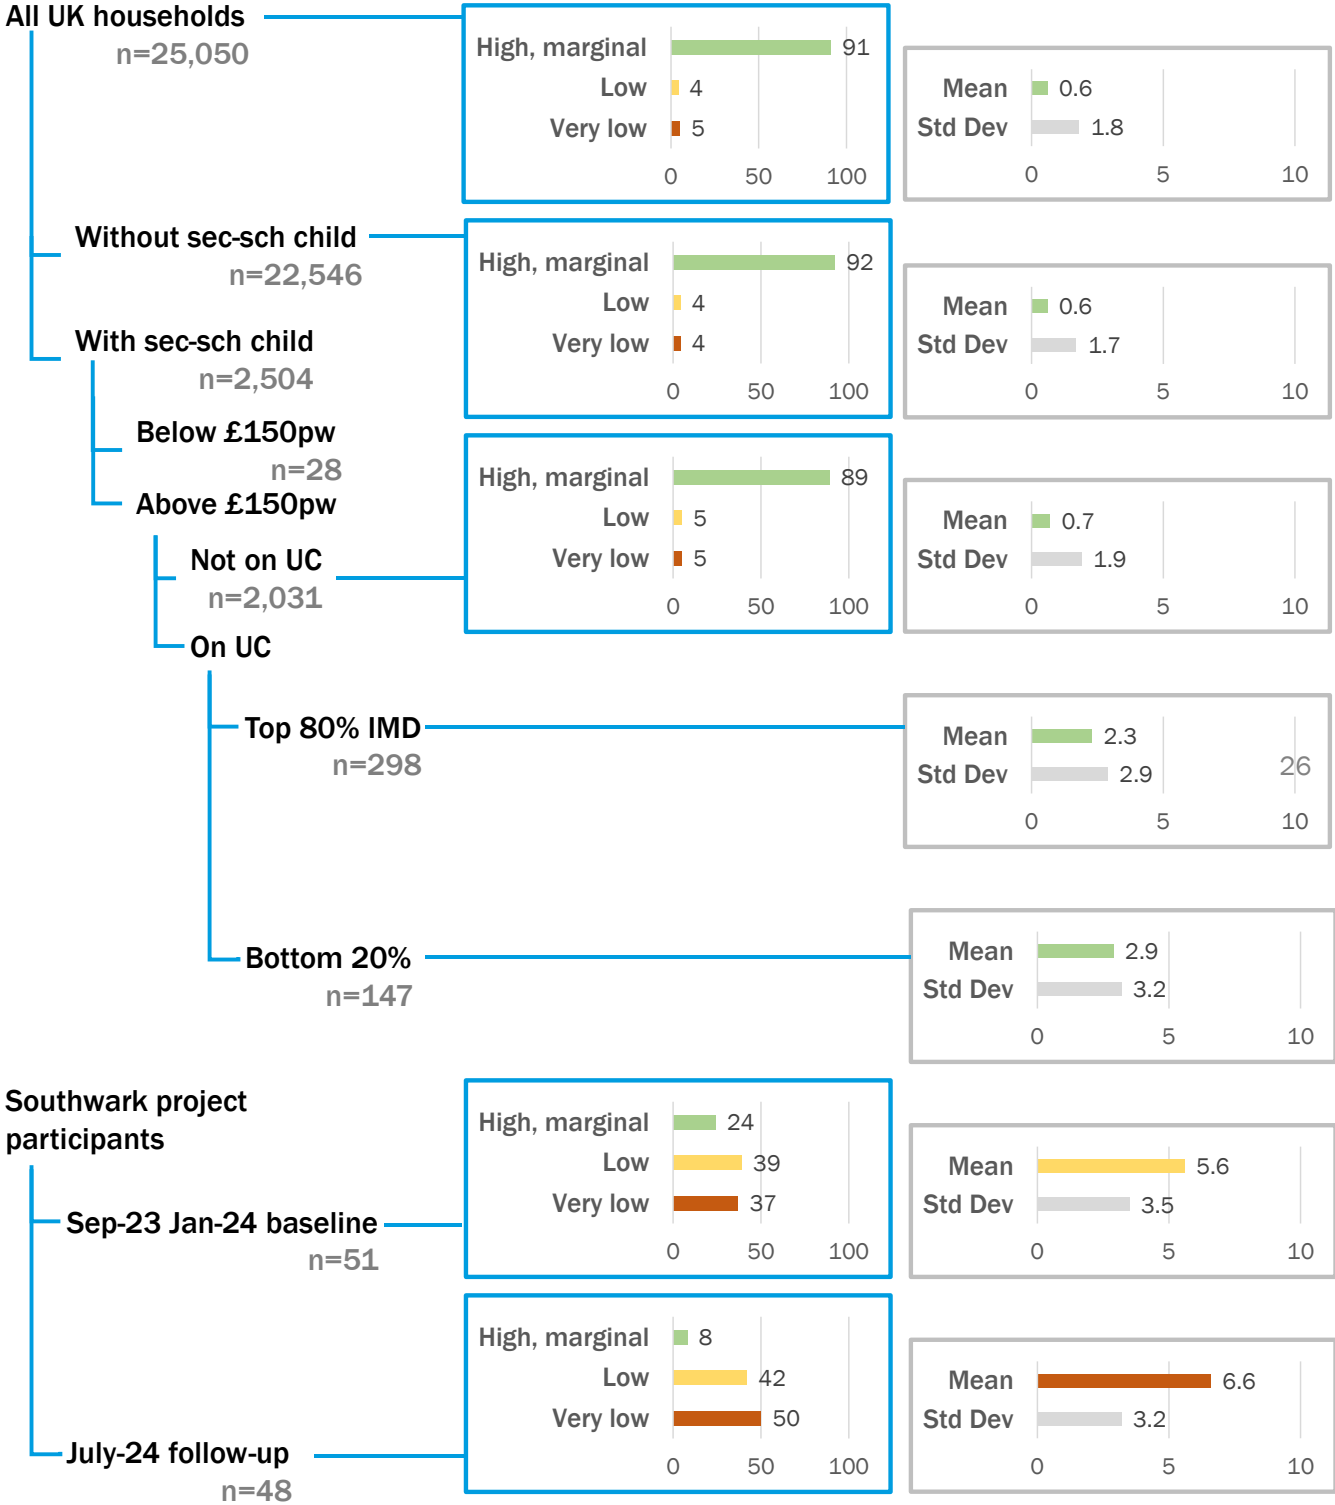 All UK households
n=25,050
High, marginal 91
Low 4
Very low 5
0 50 100
Mean 0.6
Std Dev 1.8
0 5 10
Without sec-sch child
n=22,546
High, marginal 92
Low 4
Very low 4
0 50 100
Mean 0.6
Std Dev 1.7
0 5 10
With sec-sch child
n=2,504
Below £150pw
n=28
Above £150pw
Not on UC
n=2,031
High, marginal 89
Low 5
Very low 5
0 50 100
Mean 0.7
Std Dev 1.9
0 5 10
On UC
Top 80% IMD
n=298
Mean 2.3
Std Dev 2.9
26
0 5 10
Bottom 20%
n=147
Mean 2.9
Std Dev 3.2
0 5 10
Southwark project
participants
Sep-23 Jan-24 baseline
n=51
High, marginal 24
Low 39
Very low 37
0 50 100
Mean 5.6
Std Dev 3.5
0 5 10
July-24 follow-up
n=48
High, marginal 8
Low 42
Very low 50
0 50 100
Mean 6.6
Std Dev 3.2
0 5 10